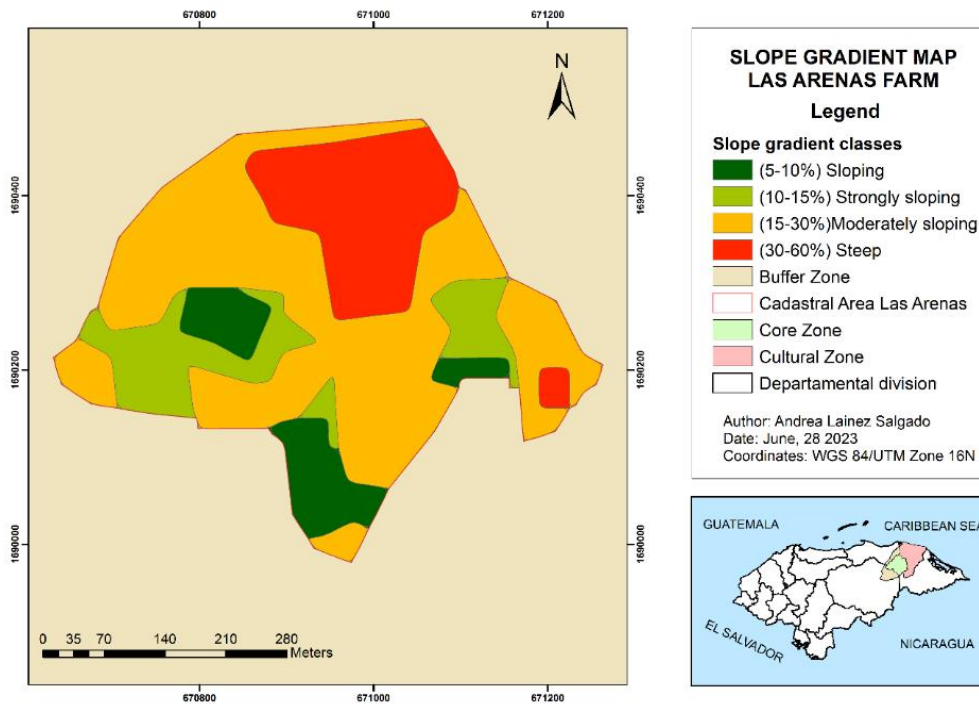 670800 671000 671200
1690400
1690200
1690000
N
0 35 70 140 210 280
Meters
1690400
1690200
1690000
670800 671000 671200
SLOPE GRADIENT MAP
LAS ARENAS FARM
Legend
Slope gradient classes
(5-10%) Sloping
(10-15%) Strongly sloping
(15-30%)Moderately sloping
(30-60%) Steep
Buffer Zone
Cadastral Area Las Arenas
Core Zone
Cultural Zone
Departamental division
Author: Andrea Lainez Salgado
Date: June, 28 2023
Coordinates: WGS 84/UTM Zone 16N
GUATEMALA
CARIBBEAN SEA
EL SALVADOR
NICARAGUA